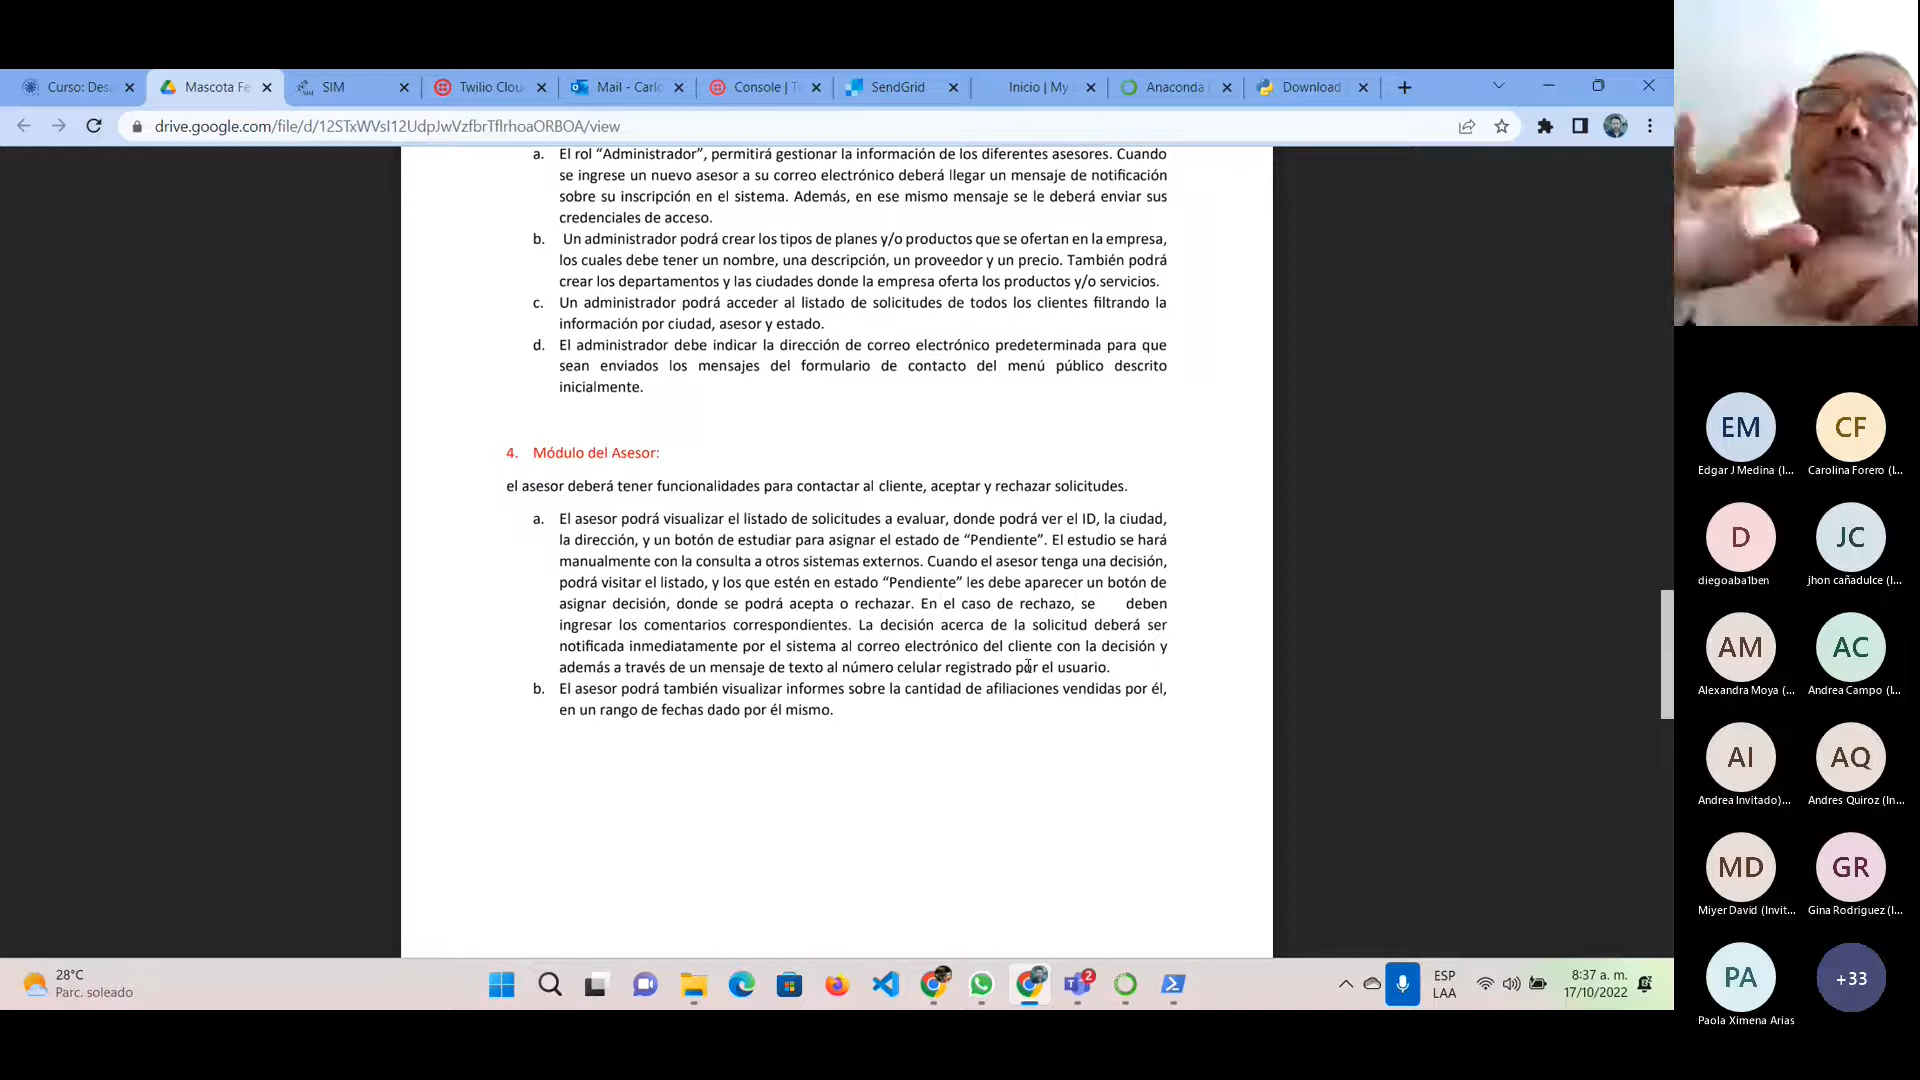 Curso: Des
Mascota Fe
SIM
Twilio Clou
Mail - Carlo
Console | T
SendGrid
Inicio | My
Anaconda
Download
drive.google.com/file/d/12STxWVsI12UdpJwVzfbrTflrhoaORBOA/view
a. El rol “Administrador”, permitirá gestionar la información de los diferentes asesores. Cuando
se ingrese un nuevo asesor a su correo electrónico deberá llegar un mensaje de notificación
sobre su inscripción en el sistema. Además, en ese mismo mensaje se le deberá enviar sus
credenciales de acceso.
b. Un administrador podrá crear los tipos de planes y/o productos que se ofertan en la empresa,
los cuales debe tener un nombre, una descripción, un proveedor y un precio. También podrá
crear los departamentos y las ciudades donde la empresa oferta los productos y/o servicios.
c. Un administrador podrá acceder al listado de solicitudes de todos los clientes filtrando la
información por ciudad, asesor y estado.
d. El administrador debe indicar la dirección de correo electrónico predeterminada para que
sean enviados los mensajes del formulario de contacto del menú público descrito
inicialmente.
4. Módulo del Asesor:
el asesor deberá tener funcionalidades para contactar al cliente, aceptar y rechazar solicitudes.
a. El asesor podrá visualizar el listado de solicitudes a evaluar, donde podrá ver el ID, la ciudad,
la dirección, y un botón de estudiar para asignar el estado de “Pendiente”. El estudio se hará
manualmente con la consulta a otros sistemas externos. Cuando el asesor tenga una decisión,
podrá visitar el listado, y los que estén en estado “Pendiente” les debe aparecer un botón de
asignar decisión, donde se podrá acepta o rechazar. En el caso de rechazo, se deben
ingresar los comentarios correspondientes. La decisión acerca de la solicitud deberá ser
notificada inmediatamente por el sistema al correo electrónico del cliente con la decisión y
además a través de un mensaje de texto al número celular registrado por el usuario.
b. El asesor podrá también visualizar informes sobre la cantidad de afiliaciones vendidas por él,
en un rango de fechas dado por él mismo.
EM
CF
Edgar J Medina (I...
Carolina Forero (I...
D
JC
diegoaba1ben
jhon cañadulce (I...
AM
AC
Alexandra Moya (...
Andrea Campo (I...
AI
AQ
Andrea Invitado)...
Andres Quiroz (In...
MD
GR
Miyer David (Invit...
Gina Rodriguez (I...
PA
+33
Paola Ximena Arias
28°C
Parc. soleado
2
ESP
LAA
8:37 a. m.
17/10/2022